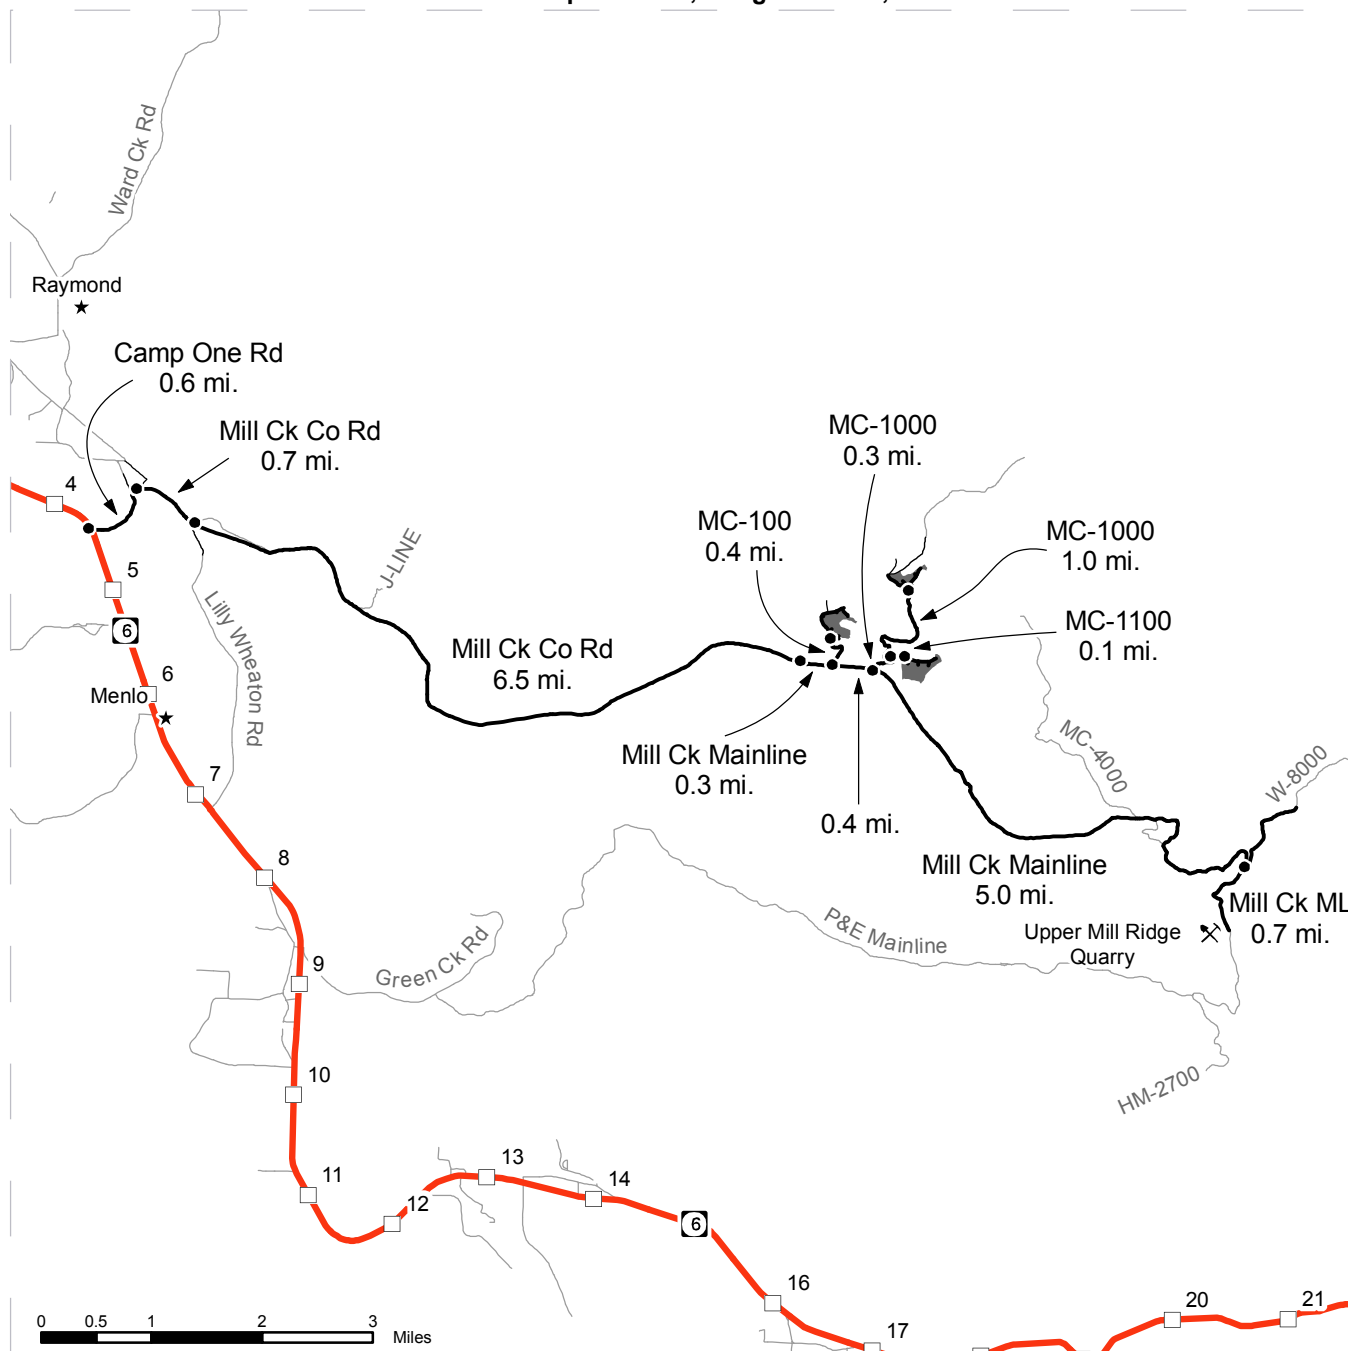 Ward Ck Rd
Raymond
Camp One Rd
0.6 mi.
Mill Ck Co Rd
0.7 mi.
MC-1000
0.3 mi.
4
MC-100
0.4 mi.
MC-1000
1.0 mi.
J-LINE
5
Lilly Wheaton Rd
6
MC-1100
0.1 mi.
Mill Ck Co Rd
6.5 mi.
6
Menlo
Mill Ck Mainline
0.3 mi.
MC-4000
W-8000
7
0.4 mi.
8
Mill Ck Mainline
5.0 mi.
Mill Ck ML
0.7 mi.
P&E Mainline
Upper Mill Ridge
Quarry
Green Ck Rd
9
10
HM-2700
11
12
13
14
6
16
17
20
21
0 0.5 1 2 3
Miles